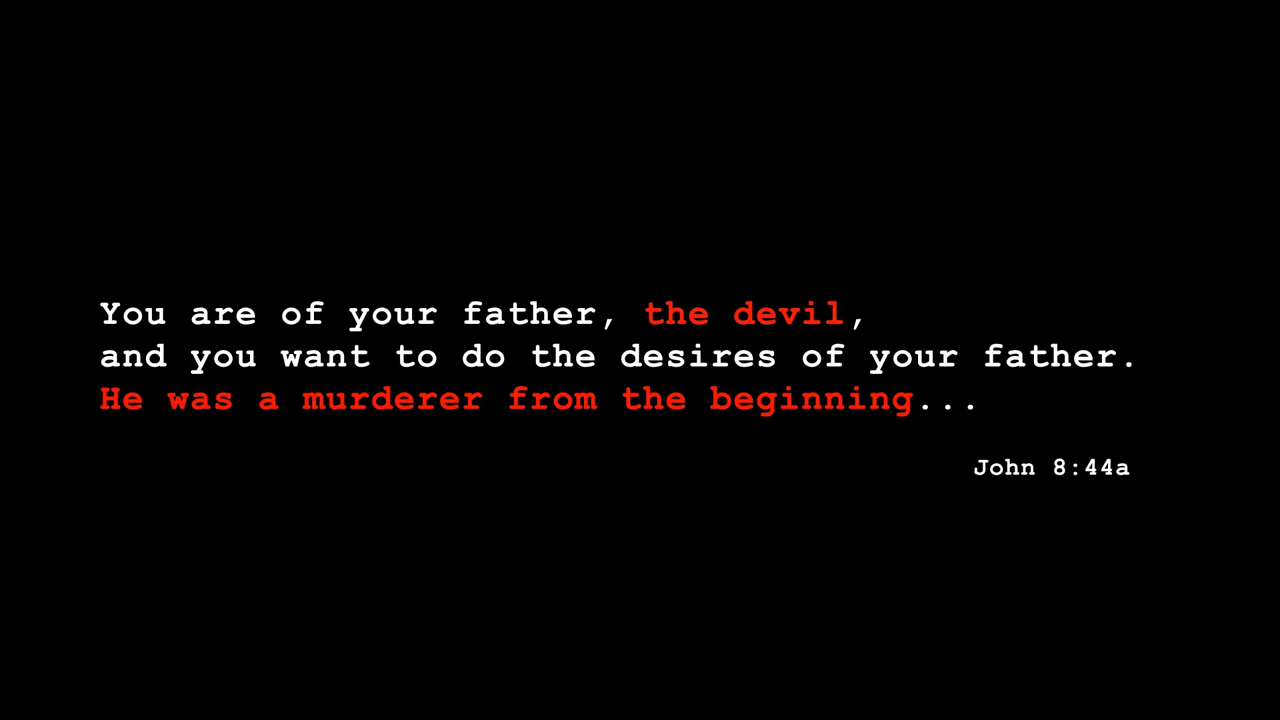 You are of your father, the devil,
and you want to do the desires of your father.
He was a murderer from the beginning...
John 8:44a